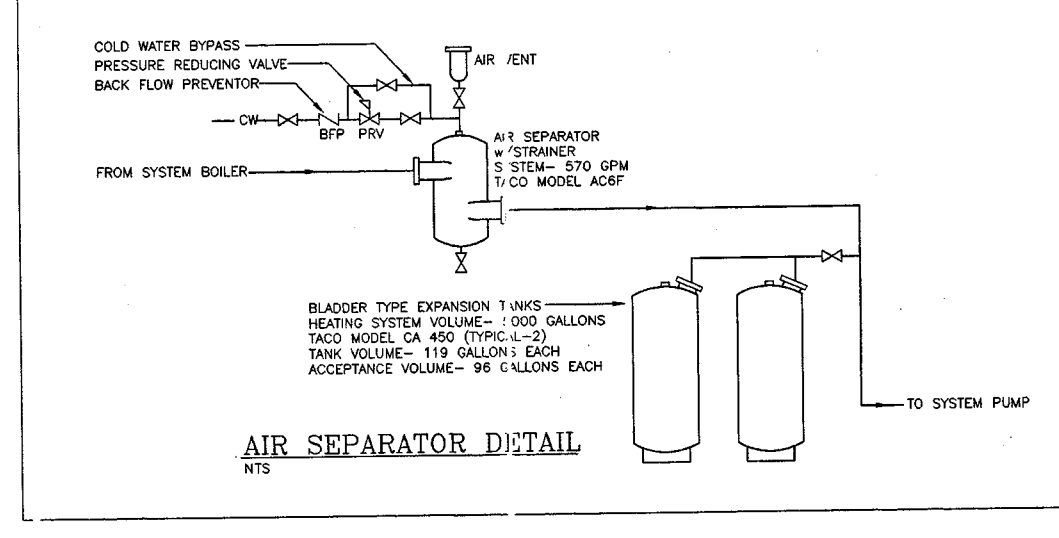 COLD WATER BYPASS
PRESSURE REDUCING VALVE
BACK FLOW PREVENTOR
AIR VENT
CW
BFP PRV
AIR SEPARATOR
W/STRAINER
SYSTEM- 570 GPM
TACO MODEL AC6F
FROM SYSTEM BOILER
BLADDER TYPE EXPANSION TANKS
HEATING SYSTEM VOLUME- 000 GALLONS
TACO MODEL CA 450 (TYPICAL-2)
TANK VOLUME- 119 GALLONS EACH
ACCEPTANCE VOLUME- 96 GALLONS EACH
TO SYSTEM PUMP
AIR SEPARATOR DETAIL
NTS